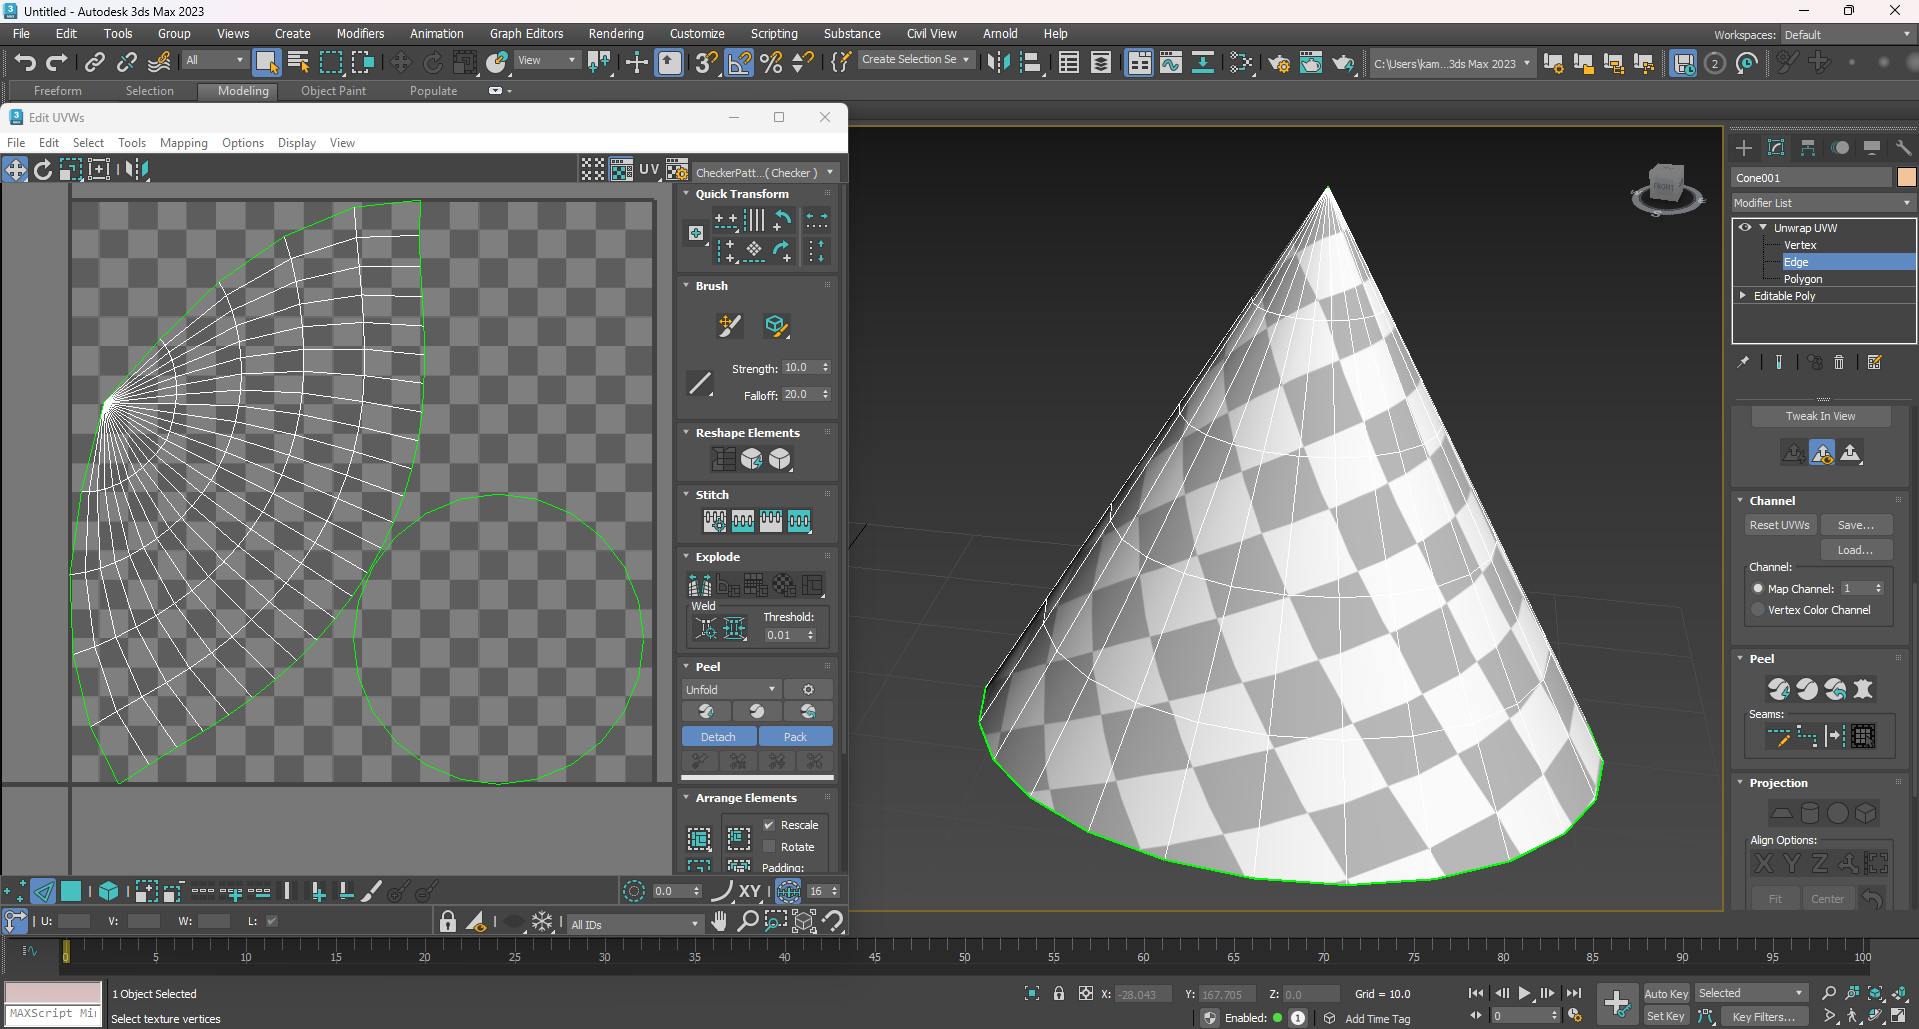 Untitled - Autodesk 3ds Max 2023
File Edit Tools Group Views Create Modifiers Animation Graph Editors Rendering Customize Scripting Substance Civil View Arnold Help
Workspaces: Default
All
View
Create Selection Se
C:\Users\kam...3ds Max 2023
2
Freeform Selection Modeling Object Paint Populate
Edit UVWs
File Edit Select Tools Mapping Options Display View
UV
CheckerPatt...( Checker )
Quick Transform
Brush
Strength: 10.0
Falloff: 20.0
Reshape Elements
Stitch
Explode
Weld
Threshold:
0.01
Peel
Unfold
Detach Pack
Arrange Elements
Rescale
Rotate
Padding:
0.0
XY
16
U: V: W: L:
All IDs
FRONT
S
Cone001
Modifier List
Unwrap UVW
Vertex
Edge
Polygon
Editable Poly
Tweak In View
Channel
Reset UVWs Save...
Load...
Channel:
Map Channel: 1
Vertex Color Channel
Peel
Seams:
Projection
Align Options:
X Y Z
Fit Center
0 5 10 15 20 25 30 35 40 45 50 55 60 65 70 75 80 85 90 95 100
1 Object Selected
X: -28.043 Y: 167.705 Z: 0.0 Grid = 10.0
Auto Key Selected
MAXScript Mi
Select texture vertices
Enabled: 1
Add Time Tag
0
Set Key Key Filters...